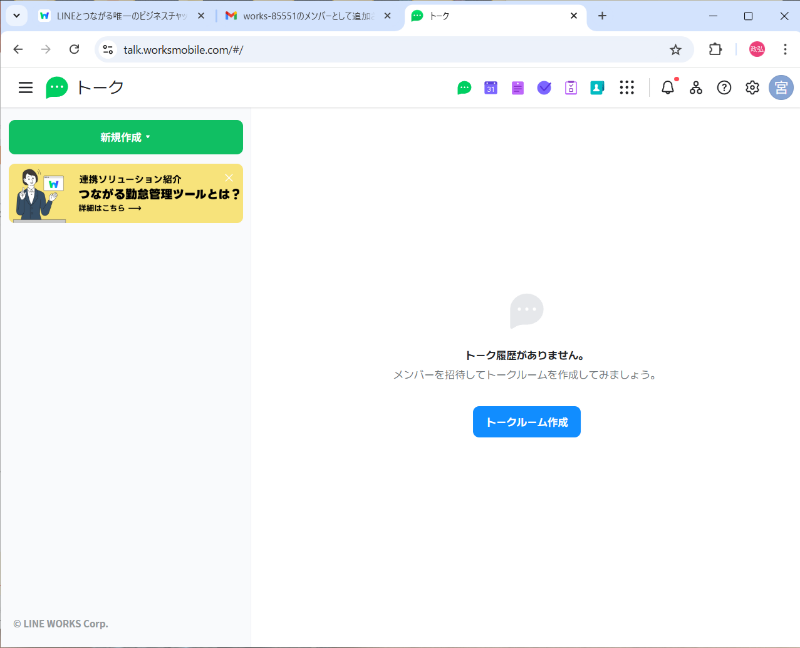 LINEとつながる唯一のビジネスチャッ
works-85551のメンバーとして追加
トーク
talk.worksmobile.com/#/
政弘
トーク
31
宮
新規作成
連携ソリューション紹介
つながる勤怠管理ツールとは？
詳細はこちら →
トーク履歴がありません。
メンバーを招待してトークルームを作成してみましょう。
トークルーム作成
© LINE WORKS Corp.